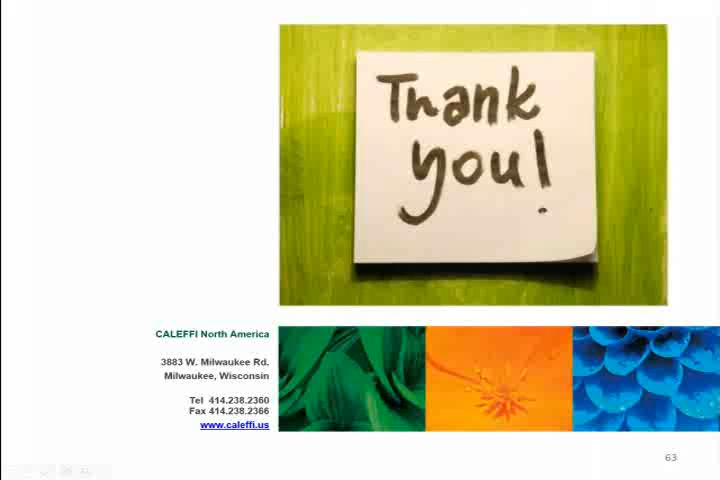 Thank
you!
CALEFFI North America
3883 W. Milwaukee Rd.
Milwaukee, Wisconsin
Tel 414.238.2360
Fax 414.238.2366
www.caleffi.us
63